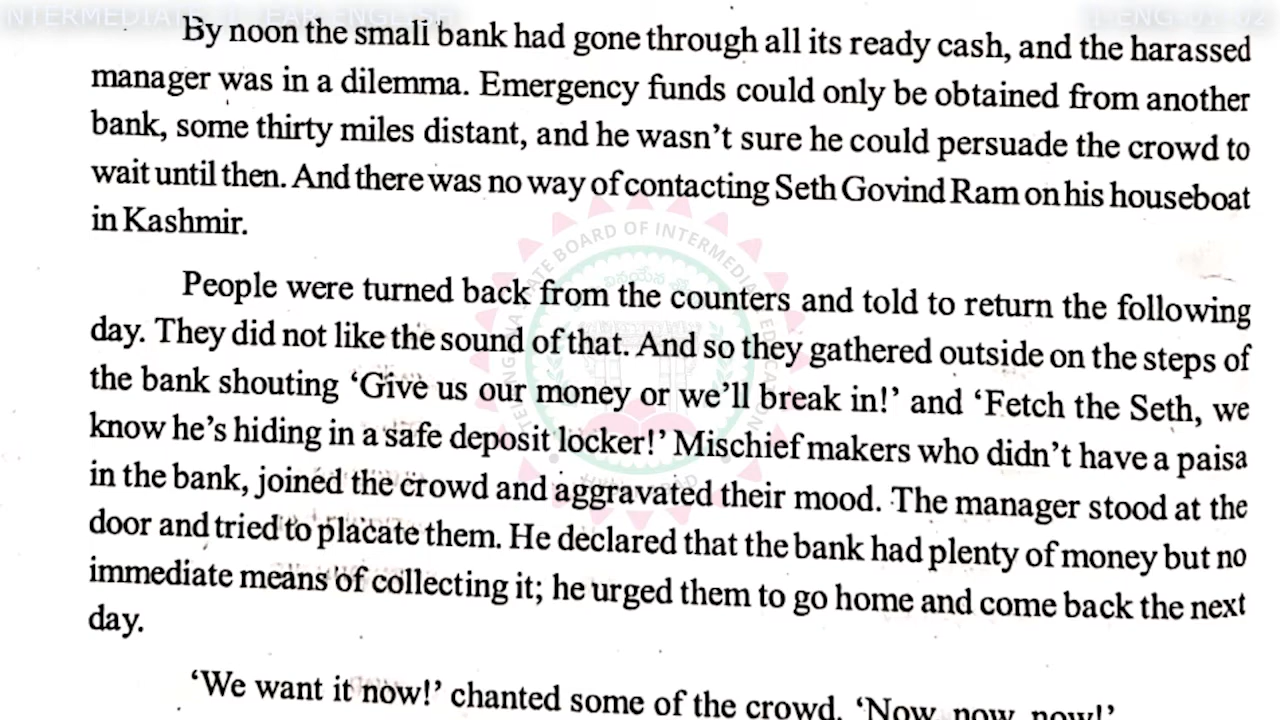 INTERMEDIATE
By noon the small bank had gone through all its ready cash, and the harassed
manager was in a dilemma. Emergency funds could only be obtained from another
bank, some thirty miles distant, and he wasn’t sure he could persuade the crowd to
wait until then. And there was no way of contacting Seth Govind Ram on his houseboat
in Kashmir.
People were turned back from the counters and told to return the following
day. They did not like the sound of that. And so they gathered outside on the steps of
the bank shouting ‘Give us our money or we’ll break in!’ and ‘Fetch the Seth, we
know he’s hiding in a safe deposit locker!’ Mischief makers who didn’t have a paisa
in the bank, joined the crowd and aggravated their mood. The manager stood at the
door and tried to placate them. He declared that the bank had plenty of money but no
immediate means of collecting it; he urged them to go home and come back the next
day.
‘We want it now!’ chanted some of the crowd. ‘Now, now, now!’